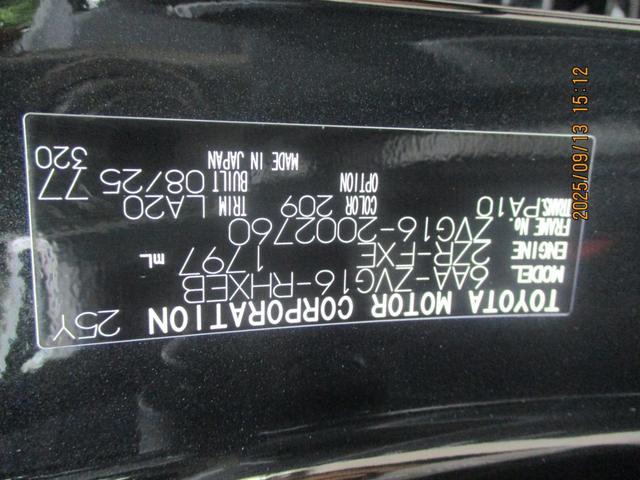 TOYOTA MOTOR CORPORATION 25Y
MODEL 6AA-ZVG16-RHXEB
ENGINE 2ZR-FXE 1797 mL
FRAME No. ZVG16-2002760
TRANS. PA10 COLOR 209 TRIM LA20
OPTION BUILT 08/25 77
MADE IN JAPAN 320
2025/09/13 15:12